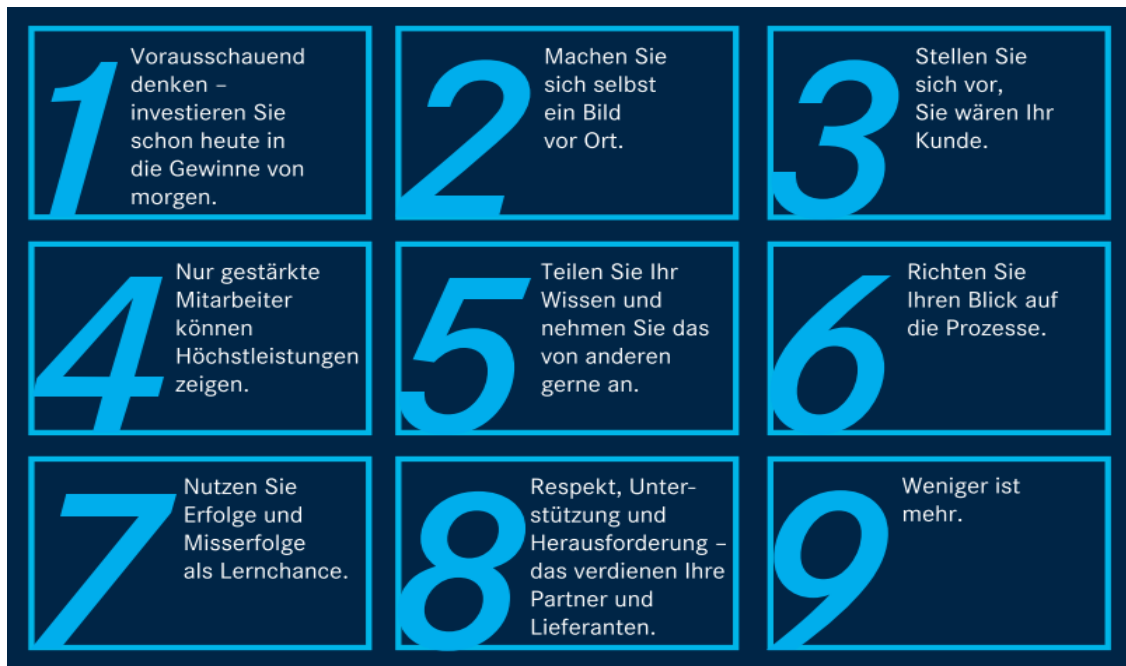 1
Vorausschauend
denken –
investieren Sie
schon heute in
die Gewinne von
morgen.
2
Machen Sie
sich selbst
ein Bild
vor Ort.
3
Stellen Sie
sich vor,
Sie wären Ihr
Kunde.
4
Nur gestärkte
Mitarbeiter
können
Höchstleistungen
zeigen.
5
Teilen Sie Ihr
Wissen und
nehmen Sie das
von anderen
gerne an.
6
Richten Sie
Ihren Blick auf
die Prozesse.
7
Nutzen Sie
Erfolge und
Misserfolge
als Lernchance.
8
Respekt, Unter-
stützung und
Herausforderung –
das verdienen Ihre
Partner und
Lieferanten.
9
Weniger ist
mehr.